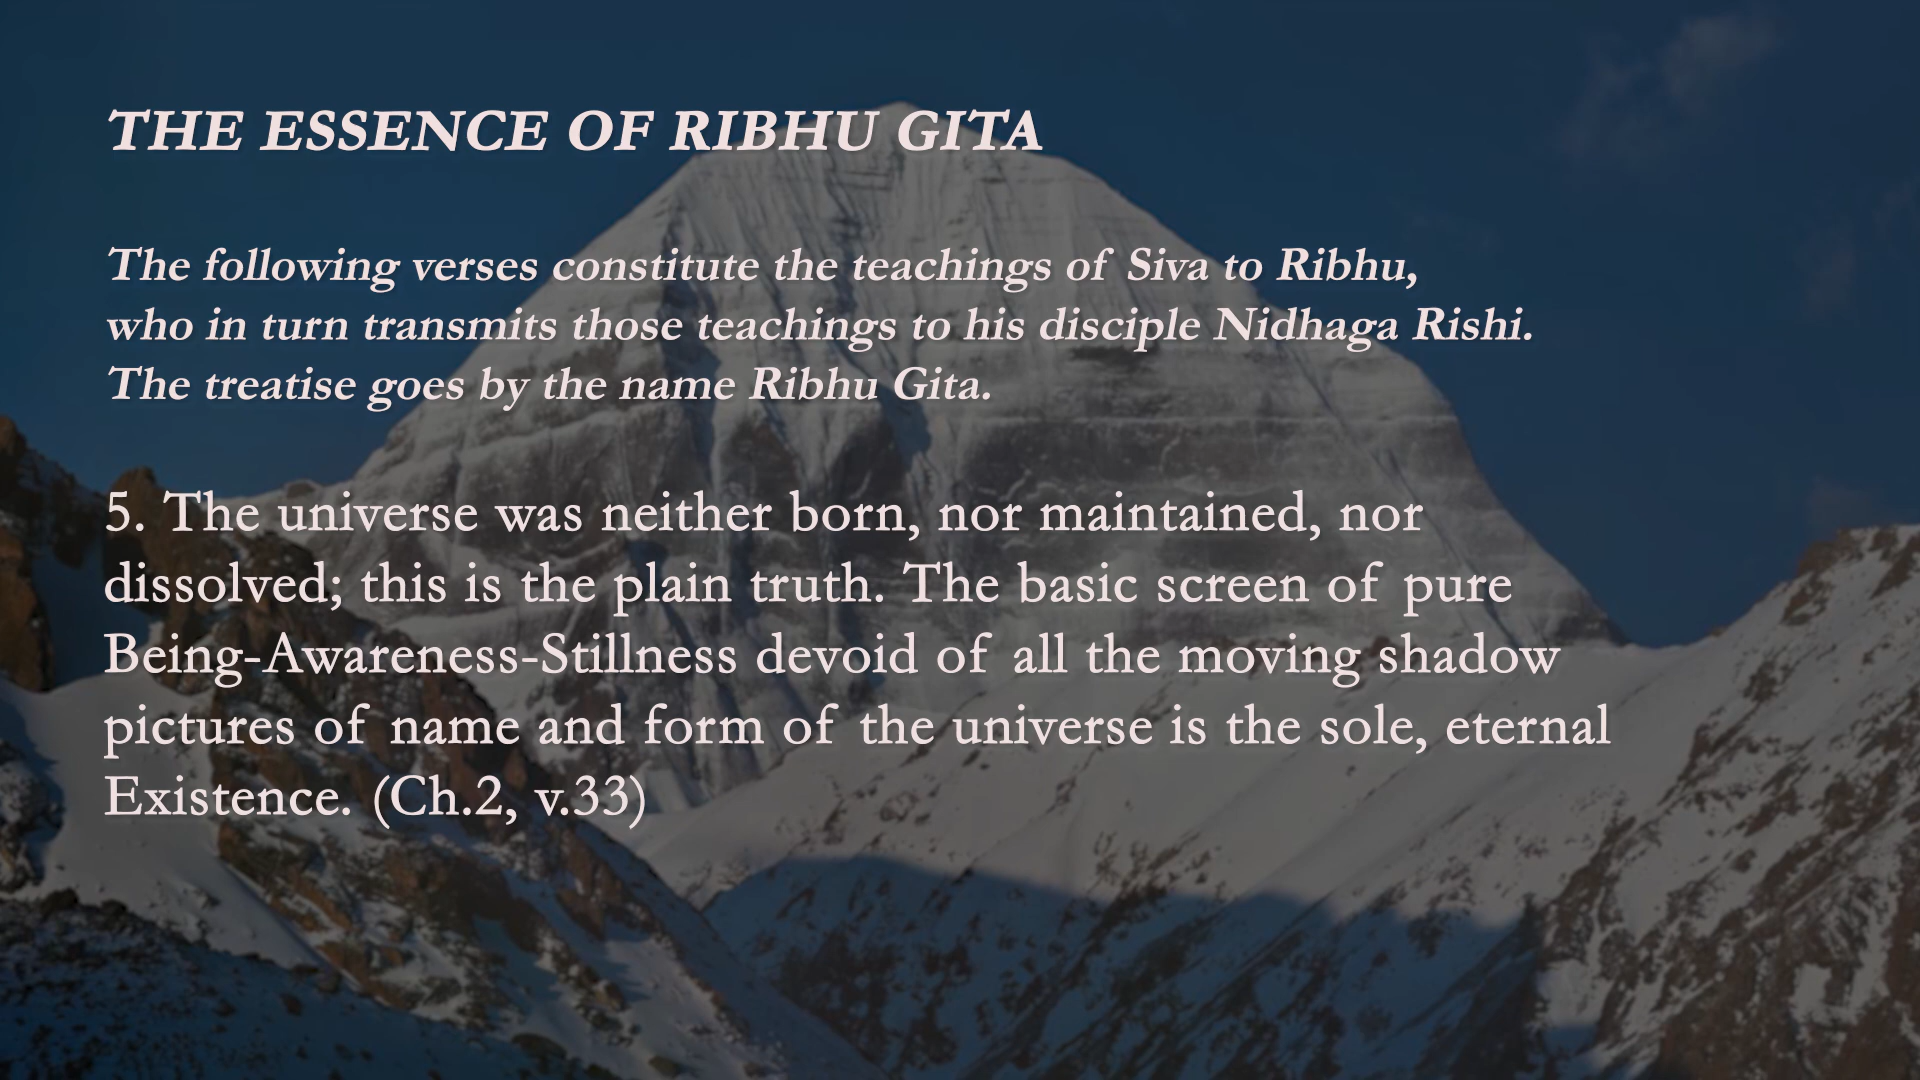 THE ESSENCE OF RIBHU GITA
The following verses constitute the teachings of Siva to Ribhu,
who in turn transmits those teachings to his disciple Nidhaga Rishi.
The treatise goes by the name Ribhu Gita.
5. The universe was neither born, nor maintained, nor
dissolved; this is the plain truth. The basic screen of pure
Being-Awareness-Stillness devoid of all the moving shadow
pictures of name and form of the universe is the sole, eternal
Existence. (Ch.2, v.33)